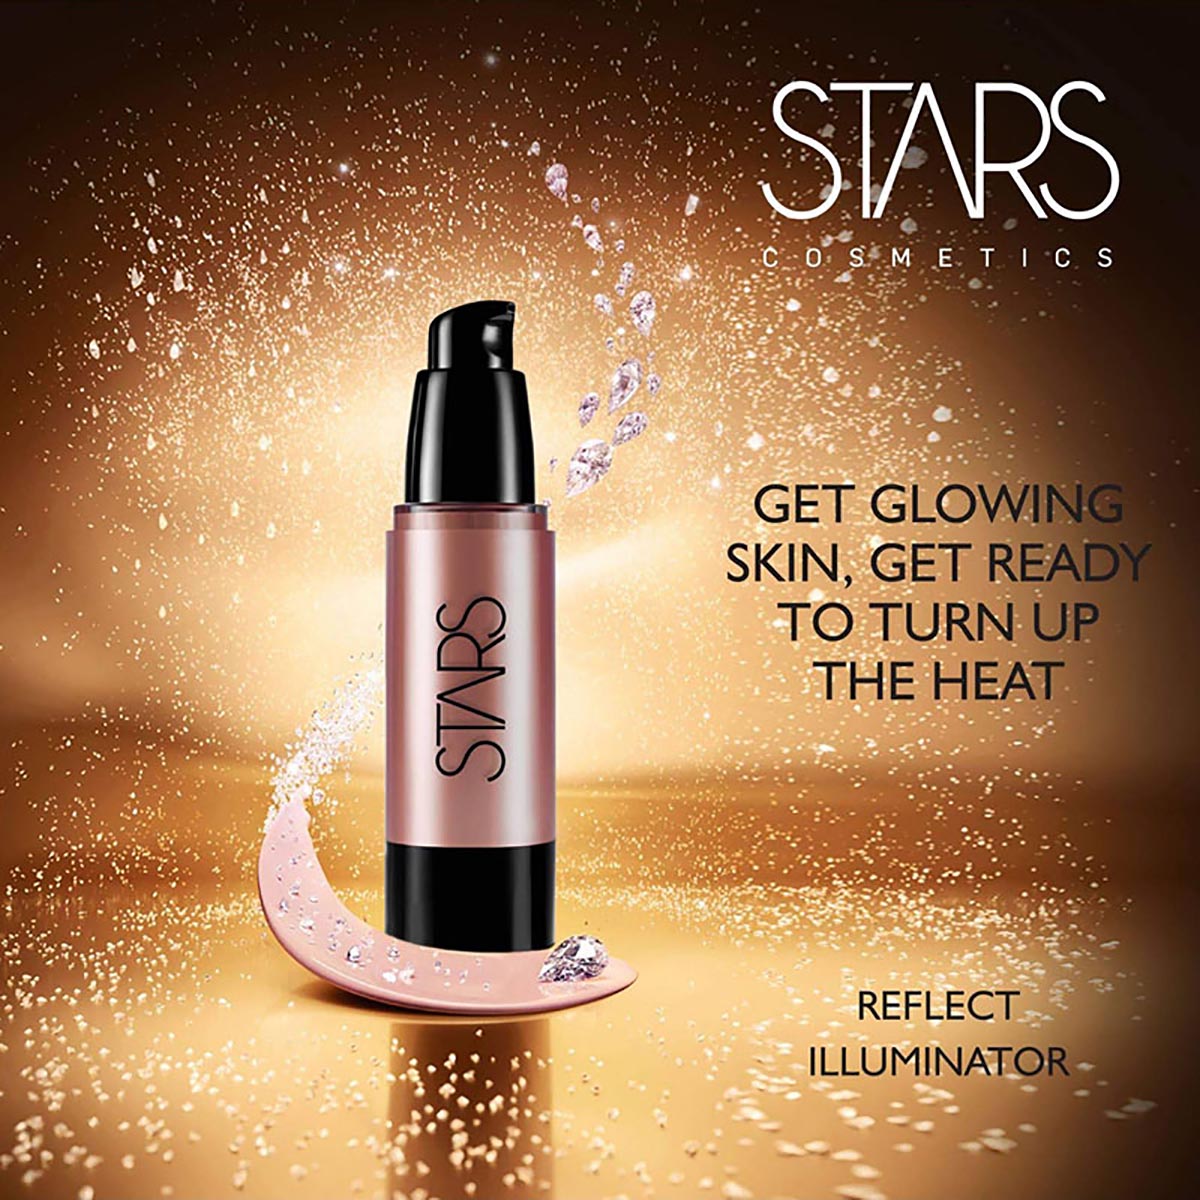 STARS
COSMETICS
STARS
GET GLOWING
SKIN, GET READY
TO TURN UP
THE HEAT
REFLECT
ILLUMINATOR